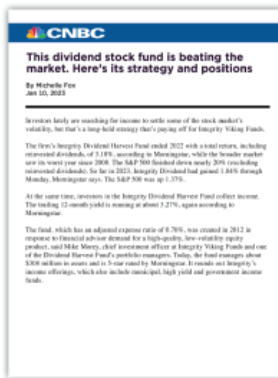 CNBC
This dividend stock fund is beating the
market. Here's its strategy and positions
By Michelle Fox
Jan 10, 2023
Investors lately are searching for income to settle some of the stock market's
volatility, but that's a long-held strategy that's paying off for Integrity Viking Funds.
The firm's Integrity Dividend Harvest Fund ended 2022 with a total return, including
reinvested dividends, of 3.18%, according to Morningstar, while the broader market
saw its worst year since 2008. The S&P 500 finished down nearly 20% (excluding
reinvested dividends). So far in 2023, Integrity Dividend had gained 1.84% through
Monday, Morningstar says. The S&P 500 was up 1.37%.
At the same time, investors in the Integrity Dividend Harvest Fund collect income.
The trailing 12-month yield is running at about 3.27%, again according to
Morningstar.
The fund, which has an adjusted expense ratio of 0.70%, was created in 2012 in
response to financial advisor demand for a high-quality, low-volatility equity
product, said Mike Morey, chief investment officer at Integrity Viking Funds and one
of the Dividend Harvest Fund's portfolio managers. Today, the fund manages about
$308 million in assets and is 5-star rated by Morningstar. It rounds out Integrity's
income offerings, which also include municipal, high yield and government income
funds.